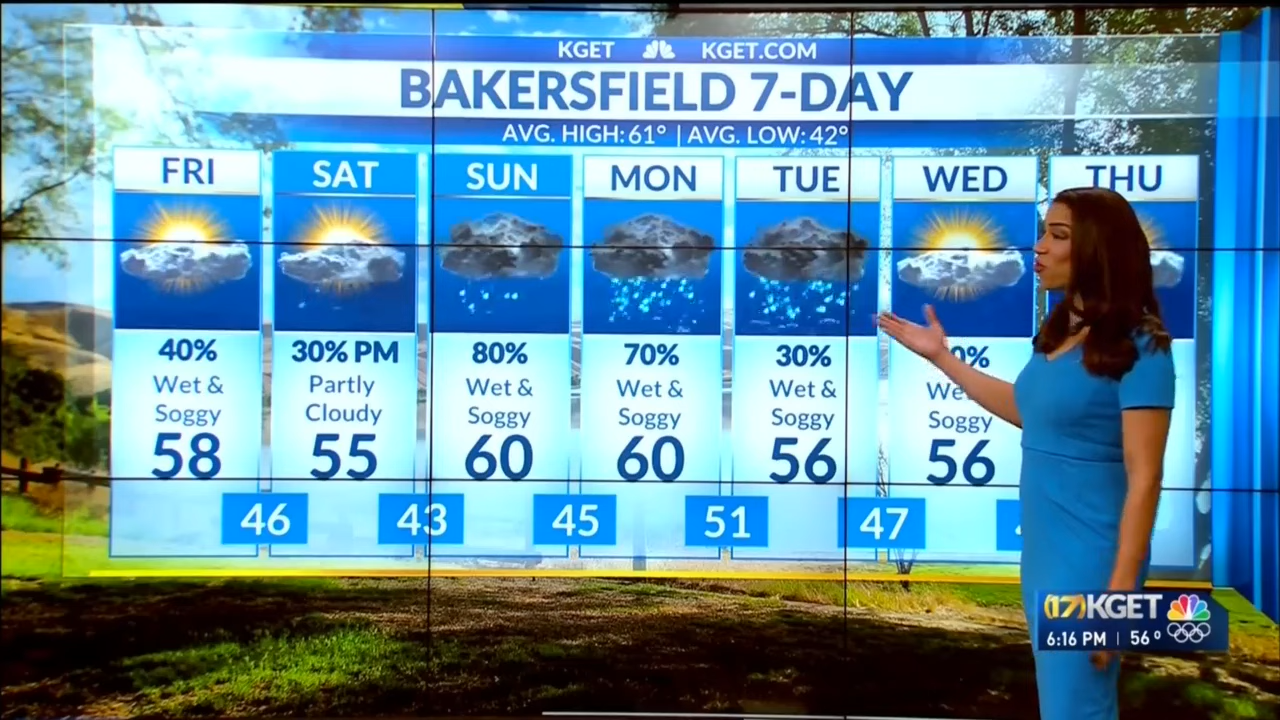 KGET KGET.COM
BAKERSFIELD 7-DAY
AVG. HIGH: 61° | AVG. LOW: 42°
FRI SAT SUN MON TUE WED THU
40% 30% PM 80% 70% 30% 0%
Wet & Partly Wet & Wet & Wet & Wet
Soggy Cloudy Soggy Soggy Soggy Soggy
58 55 60 60 56 56
46 43 45 51 47
(17) KGET
6:16 PM | 56°